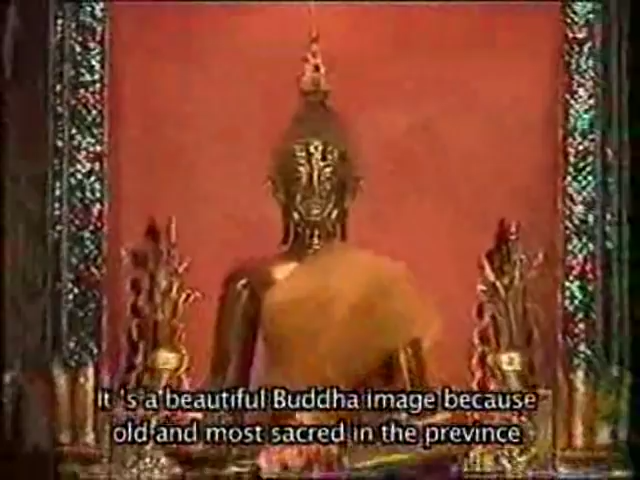 It 's a beautiful Buddha image because
old and most sacred in the prevince